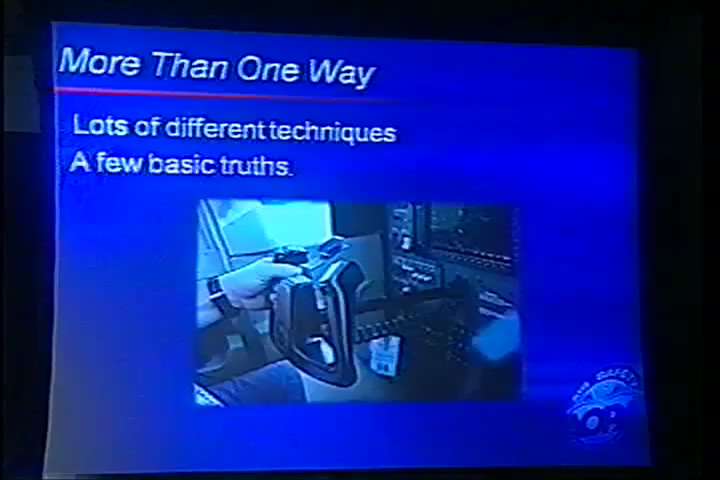 More Than One Way
Lots of different techniques
A few basic truths.